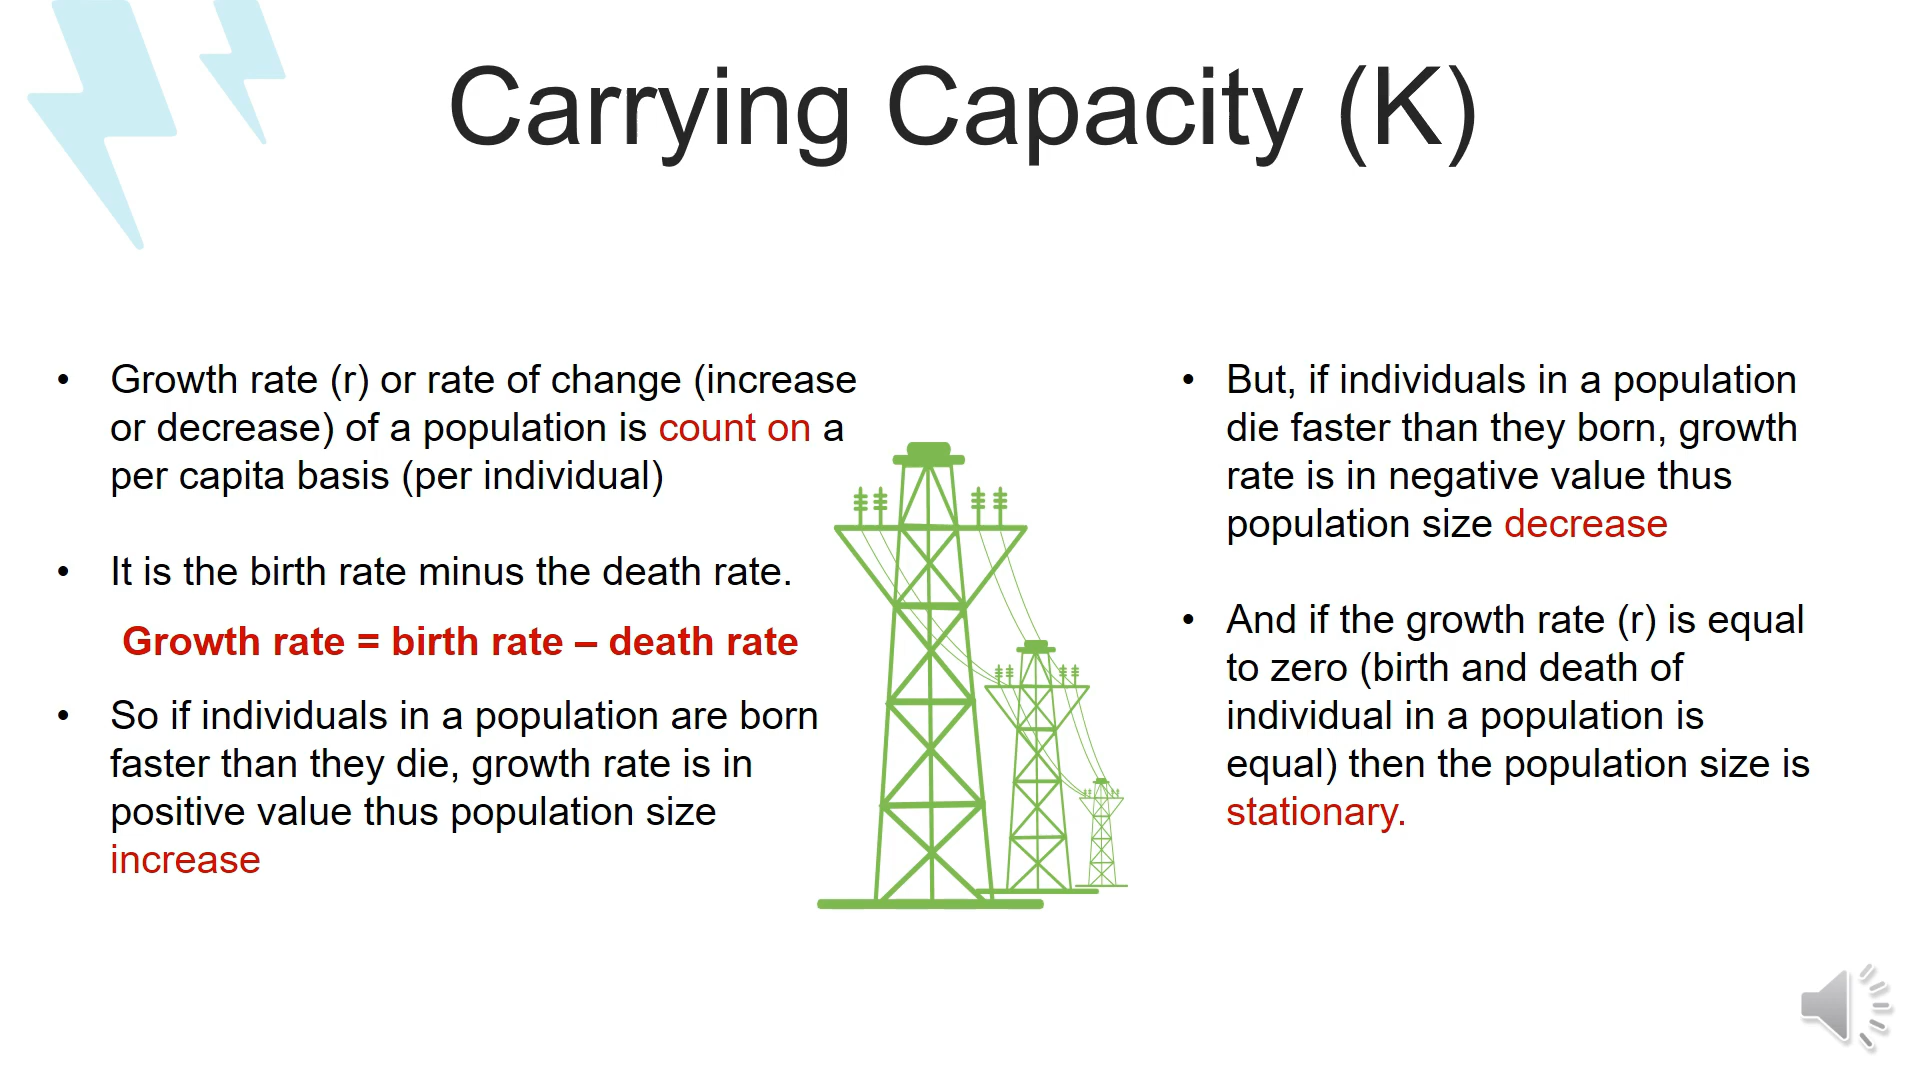 Carrying Capacity (K)
• Growth rate (r) or rate of change (increase
or decrease) of a population is count on a
per capita basis (per individual)
• It is the birth rate minus the death rate.
Growth rate = birth rate – death rate
• So if individuals in a population are born
faster than they die, growth rate is in
positive value thus population size
increase
• But, if individuals in a population
die faster than they born, growth
rate is in negative value thus
population size decrease
• And if the growth rate (r) is equal
to zero (birth and death of
individual in a population is
equal) then the population size is
stationary.